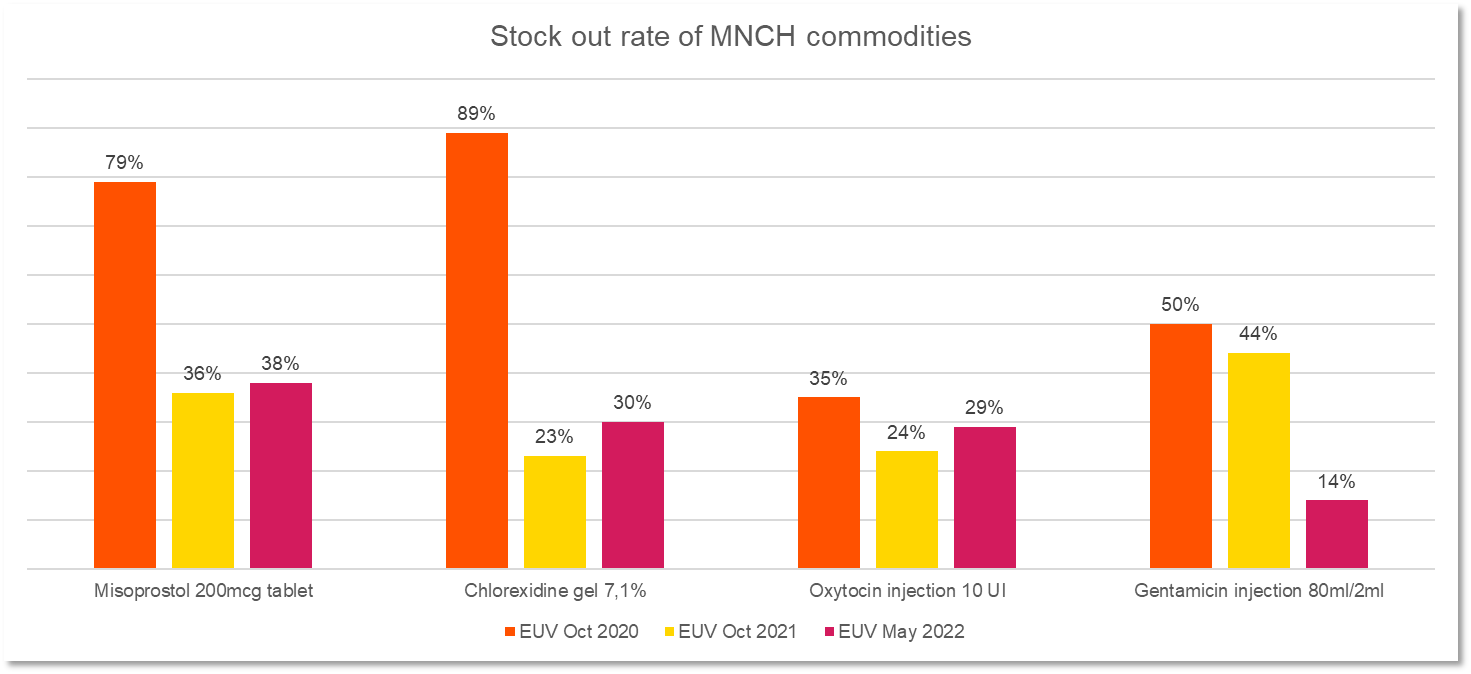 Stock out rate of MNCH commodities
79%
36%
38%
89%
23%
30%
35%
24%
29%
50%
44%
14%
Misoprostol 200mcg tablet
Chlorexidine gel 7,1%
Oxytocin injection 10 UI
Gentamicin injection 80ml/2ml
EUV Oct 2020
EUV Oct 2021
EUV May 2022